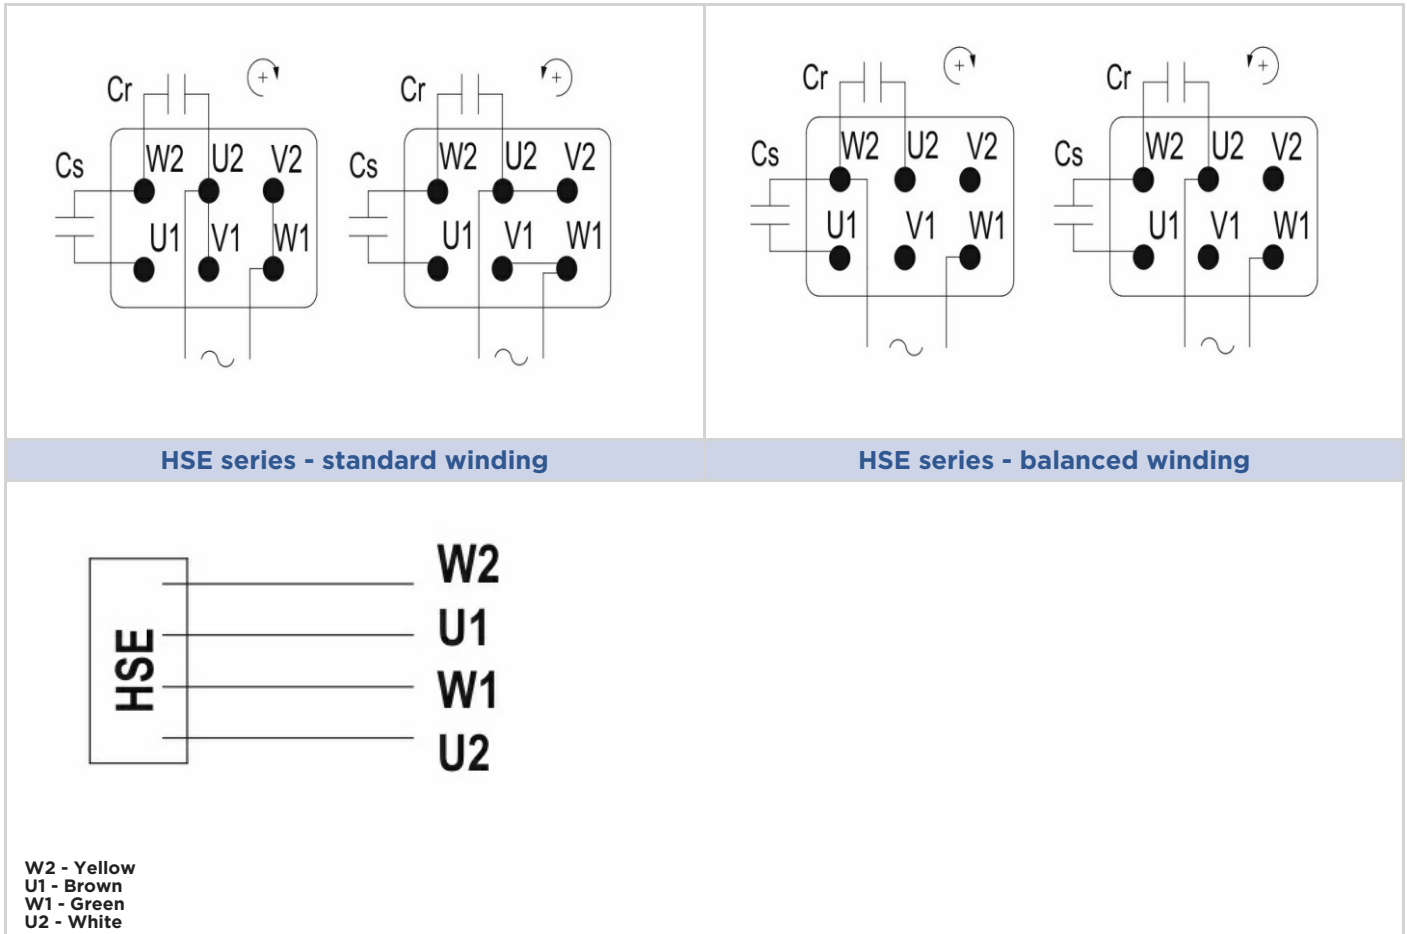 Cr
Cs
W2 U2 V2
U1 V1 W1
Cr
Cs
W2 U2 V2
U1 V1 W1
Cr
Cs
W2 U2 V2
U1 V1 W1
Cr
Cs
W2 U2 V2
U1 V1 W1
HSE series - standard winding
HSE series - balanced winding
HSE
W2
U1
W1
U2
W2 - Yellow
U1 - Brown
W1 - Green
U2 - White